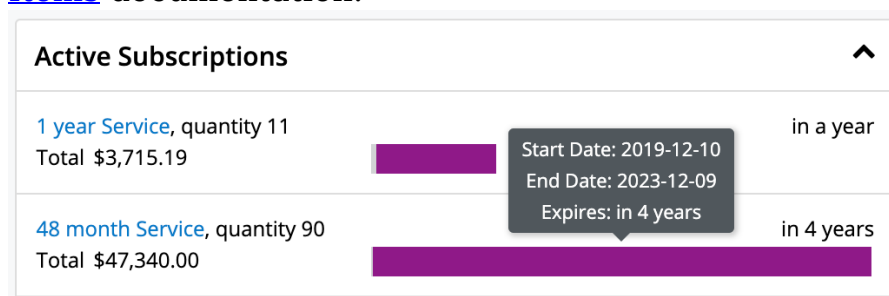 Active Subscriptions
1 year Service, quantity 11
in a year
Total $3,715.19
Start Date: 2019-12-10
End Date: 2023-12-09
Expires: in 4 years
48 month Service, quantity 90
in 4 years
Total $47,340.00